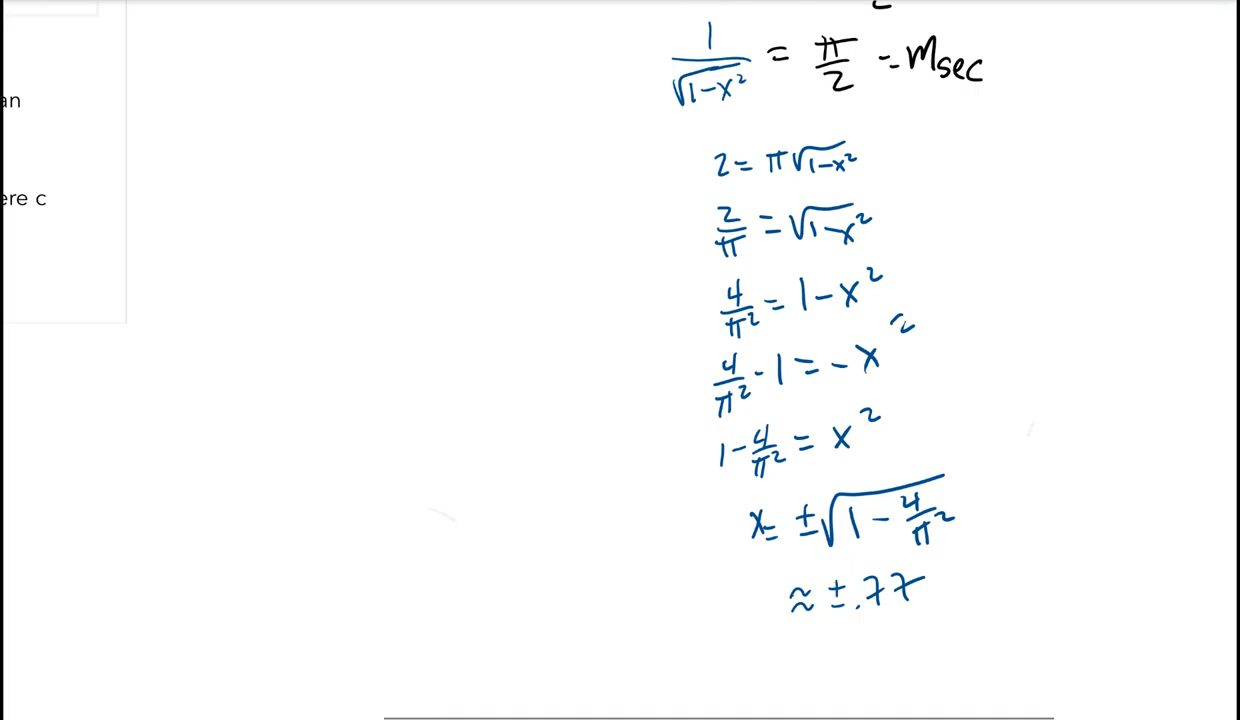 1/√(1-x²) = π/2 = msec
an
2 = π√(1-x²)
ere c
2/π = √(1-x²)
4/π² = 1-x²
4/π² - 1 = -x²
1 - 4/π² = x²
x = ±√(1 - 4/π²)
≈ ± .77